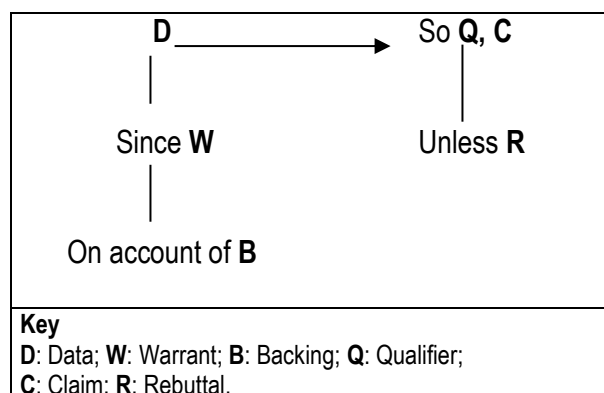 D So Q, C
Since W Unless R
On account of B
Key
D: Data; W: Warrant; B: Backing; Q: Qualifier;
C: Claim; R: Rebuttal.